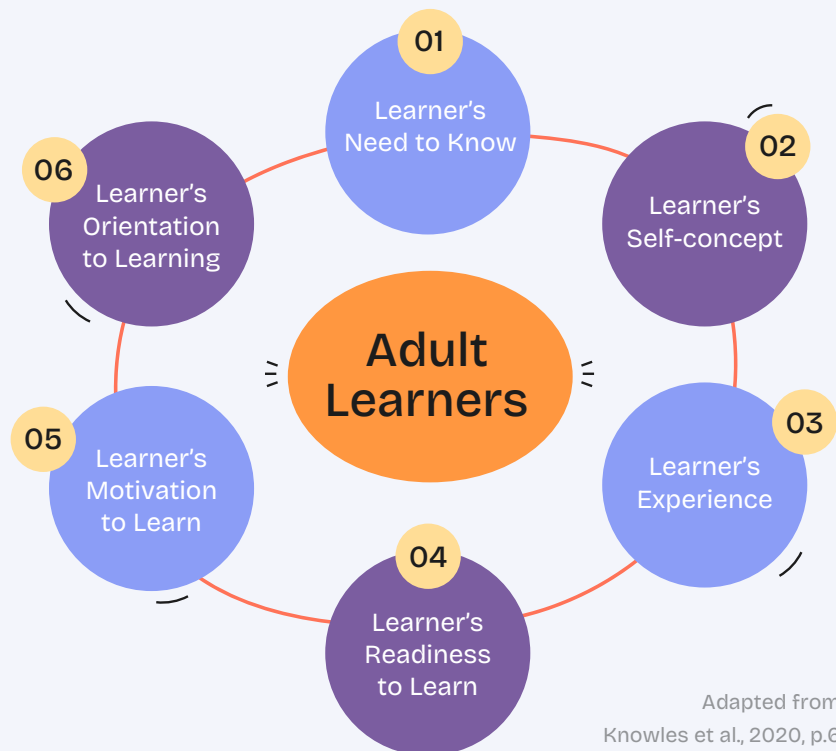 01
Learner’s
Need to Know
02
Learner’s
Self-concept
03
Learner’s
Experience
04
Learner’s
Readiness
to Learn
05
Learner’s
Motivation
to Learn
06
Learner’s
Orientation
to Learning
Adult
Learners
Adapted from
Knowles et al., 2020, p.6